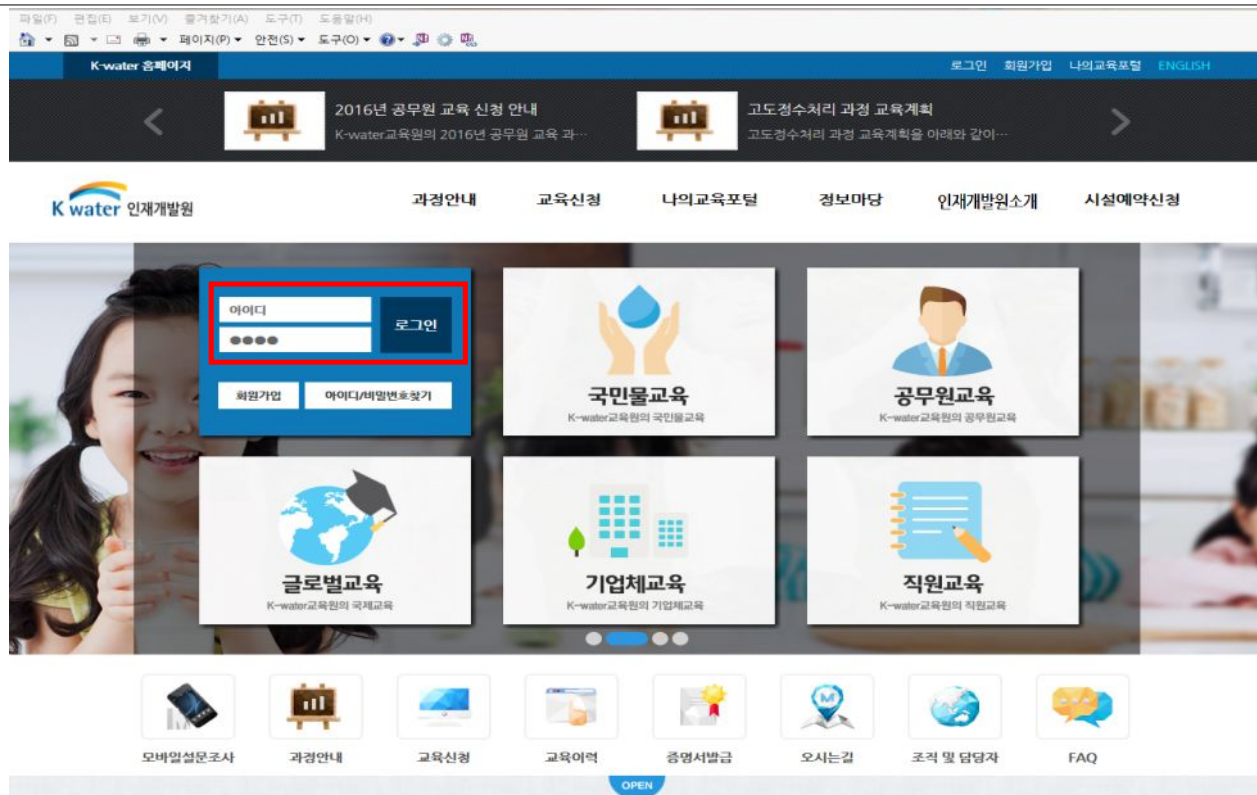 파일(F) 편집(E) 보기(V) 즐겨찾기(A) 도구(T) 도움말(H)
페이지(P) 안전(S) 도구(O)
K-water 홈페이지 로그인 회원가입 나의교육포털 ENGLISH
2016년 공무원 교육 신청 안내 고도정수처리 과정 교육계획
K-water교육원의 2016년 공무원 교육 과… 고도정수처리 과정 교육계획을 아래와 같이…
K water 인재개발원 과정안내 교육신청 나의교육포털 정보마당 인재개발원소개 시설예약신청
아이디
로그인
회원가입 아이디/비밀번호찾기
국민물교육
K-water교육원의 국민물교육
공무원교육
K-water교육원의 공무원교육
글로벌교육
K-water교육원의 국제교육
기업체교육
K-water교육원의 기업체교육
직원교육
K-water교육원의 직원교육
모바일설문조사 과정안내 교육신청 교육이력 증명서발급 오시는길 조직 및 담당자 FAQ
OPEN